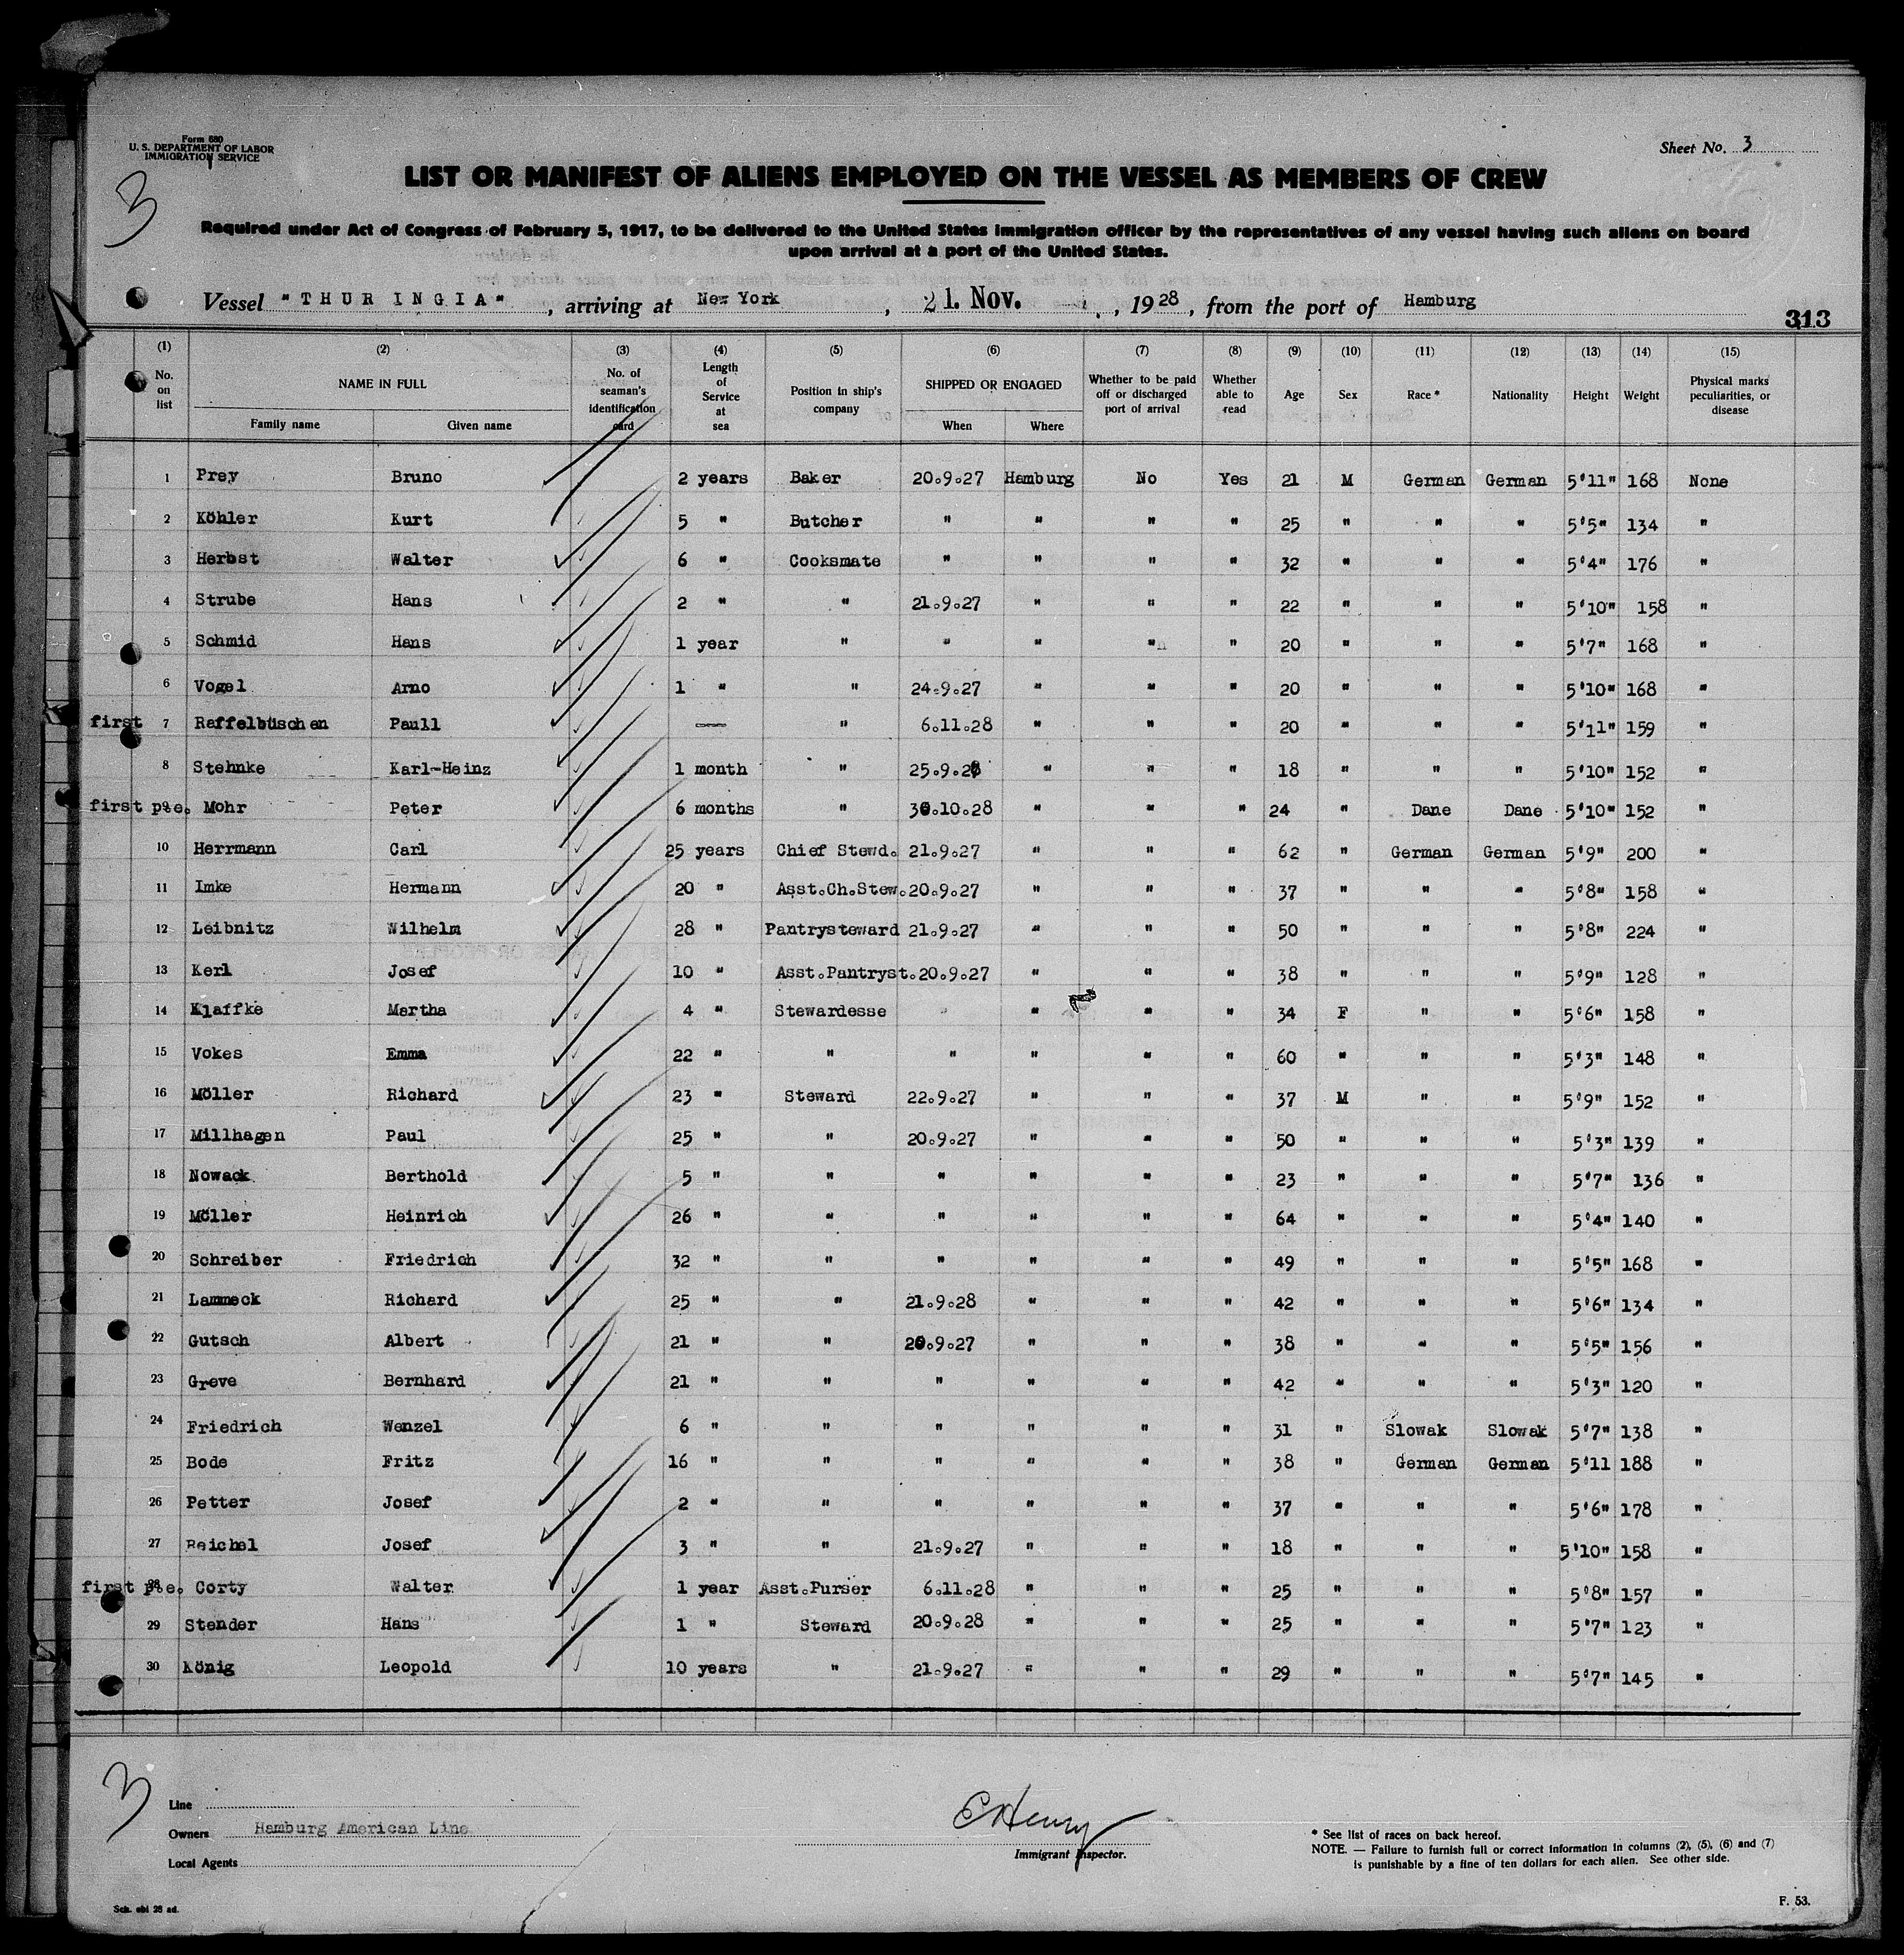 Form 680
U. S. DEPARTMENT OF LABOR
IMMIGRATION SERVICE
Sheet No. 3
3
LIST OR MANIFEST OF ALIENS EMPLOYED ON THE VESSEL AS MEMBERS OF CREW
Required under Act of Congress of February 5, 1917, to be delivered to the United States immigration officer by the representatives of any vessel having such aliens on board
upon arrival at a port of the United States.
Vessel "THURINGIA", arriving at New York, 21. Nov., 1928, from the port of Hamburg
313
(1) (2) (3) (4) (5) (6) (7) (8) (9) (10) (11) (12) (13) (14) (15)
No. on list NAME IN FULL Family name Given name No. of seaman's identification card Length of Service at sea Position in ship's company SHIPPED OR ENGAGED When Where Whether to be paid off or discharged port of arrival Whether able to read Age Sex Race * Nationality Height Weight Physical marks peculiarities, or disease
1 Prey Bruno 2 years Baker 20.9.27 Hamburg No Yes 21 M German German 5'11" 168 None
2 Köhler Kurt 5 " Butcher " " " " 25 " " " 5'5" 134 "
3 Herbst Walter 6 " Cooksmate " " " " 32 " " " 5'4" 176 "
4 Strube Hans 2 " " 21.9.27 " " " 22 " " " 5'10" 158 "
5 Schmid Hans 1 year " " " " " 20 " " " 5'7" 168 "
6 Vogel Arno 1 " " 24.9.27 " " " 20 " " " 5'10" 168 "
first 7 Raffelbüschen Paull — " 6.11.28 " " " 20 " " " 5'11" 159 "
8 Stehnke Karl-Heinz 1 month " 25.9.28 " " " 18 " " " 5'10" 152 "
first Mohr Peter 6 months " 30.10.28 " " " 24 " Dane Dane 5'10" 152 "
10 Herrmann Carl 25 years Chief Stewd. 21.9.27 " " " 62 " German German 5'9" 200 "
11 Imke Hermann 20 " Asst.Ch.Stew. 20.9.27 " " " 37 " " " 5'8" 158 "
12 Leibnitz Wilhelm 28 " Pantrysteward 21.9.27 " " " 50 " " " 5'8" 224 "
13 Kerl Josef 10 " Asst.Pantryst. 20.9.27 " " " 38 " " " 5'9" 128 "
14 Klaffke Martha 4 " Stewardesse " " " " 34 F " " 5'6" 158 "
15 Vokes Emma 22 " " " " " " 60 " " " 5'3" 148 "
16 Möller Richard 23 " Steward 22.9.27 " " " 37 M " " 5'9" 152 "
17 Millhagen Paul 25 " " 20.9.27 " " " 50 " " " 5'3" 139 "
18 Nowack Berthold 5 " " " " " " 23 " " " 5'7" 136 "
19 Möller Heinrich 26 " " " " " " 64 " " " 5'4" 140 "
20 Schreiber Friedrich 32 " " " " " " 49 " " " 5'5" 168 "
21 Lammeck Richard 25 " " 21.9.28 " " " 42 " " " 5'6" 134 "
22 Gutsch Albert 21 " " 20.9.27 " " " 38 " " " 5'5" 156 "
23 Greve Bernhard 21 " " " " " " 42 " " " 5'3" 120 "
24 Friedrich Wenzel 6 " " " " " " 31 " Slowak Slowak 5'7" 138 "
25 Bode Fritz 16 " " " " " " 38 " German German 5'11 188 "
26 Petter Josef 2 " " " " " " 37 " " " 5'6" 178 "
27 Reichel Josef 3 " " 21.9.27 " " " 18 " " " 5'10" 158 "
first 28 Corty Walter 1 year Asst.Purser 6.11.28 " " " 25 " " " 5'8" 157 "
29 Stender Hans 1 " Steward 20.9.28 " " " 25 " " " 5'7" 123 "
30 König Leopold 10 years " 21.9.27 " " " 29 " " " 5'7" 145 "
3
Line
Owners Hamburg American Line
Local Agents
E Henry
Immigrant Inspector.
* See list of races on back hereof.
NOTE. — Failure to furnish full or correct information in columns (2), (5), (6) and (7)
is punishable by a fine of ten dollars for each alien. See other side.
Sch. obl 28 ad.
F. 53.